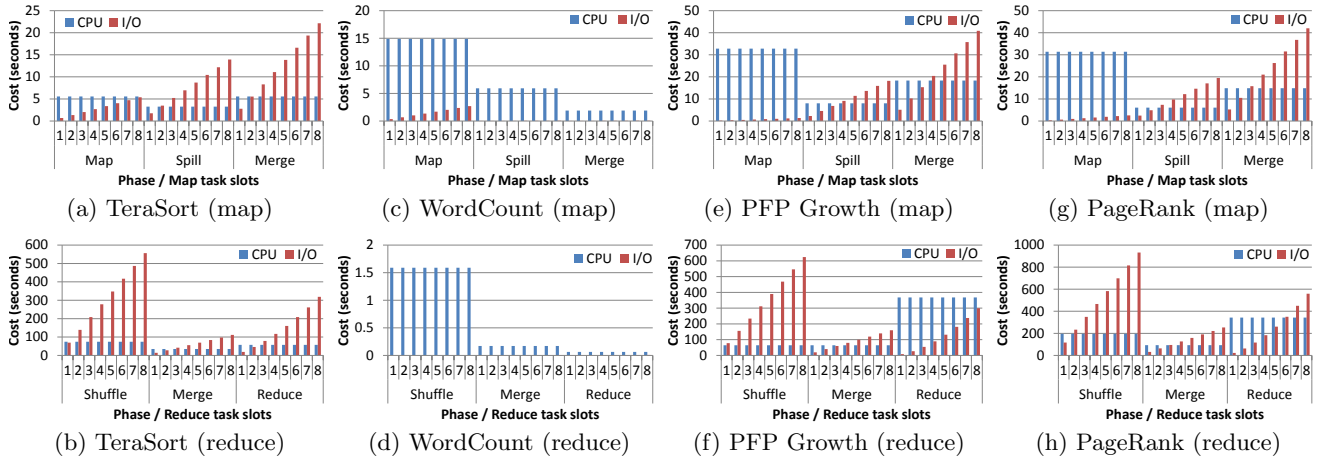 Cost (seconds)
25
20
15
10
5
0
CPU I/O
1 2 3 4 5 6 7 8 1 2 3 4 5 6 7 8 1 2 3 4 5 6 7 8
Map Spill Merge
Phase / Map task slots
(a) TeraSort (map)
Cost (seconds)
20
15
10
5
0
CPU I/O
1 2 3 4 5 6 7 8 1 2 3 4 5 6 7 8 1 2 3 4 5 6 7 8
Map Spill Merge
Phase / Map task slots
(c) WordCount (map)
Cost (seconds)
50
40
30
20
10
0
CPU I/O
1 2 3 4 5 6 7 8 1 2 3 4 5 6 7 8 1 2 3 4 5 6 7 8
Map Spill Merge
Phase / Map task slots
(e) PFP Growth (map)
Cost (seconds)
50
40
30
20
10
0
CPU I/O
1 2 3 4 5 6 7 8 1 2 3 4 5 6 7 8 1 2 3 4 5 6 7 8
Map Spill Merge
Phase / Map task slots
(g) PageRank (map)
Cost (seconds)
600
500
400
300
200
100
0
CPU I/O
1 2 3 4 5 6 7 8 1 2 3 4 5 6 7 8 1 2 3 4 5 6 7 8
Shuffle Merge Reduce
Phase / Reduce task slots
(b) TeraSort (reduce)
Cost (seconds)
2
1.5
1
0.5
0
CPU I/O
1 2 3 4 5 6 7 8 1 2 3 4 5 6 7 8 1 2 3 4 5 6 7 8
Shuffle Merge Reduce
Phase / Reduce task slots
(d) WordCount (reduce)
Cost (seconds)
700
600
500
400
300
200
100
0
CPU I/O
1 2 3 4 5 6 7 8 1 2 3 4 5 6 7 8 1 2 3 4 5 6 7 8
Shuffle Merge Reduce
Phase / Reduce task slots
(f) PFP Growth (reduce)
Cost (seconds)
1000
800
600
400
200
0
CPU I/O
1 2 3 4 5 6 7 8 1 2 3 4 5 6 7 8 1 2 3 4 5 6 7 8
Shuffle Merge Reduce
Phase / Reduce task slots
(h) PageRank (reduce)